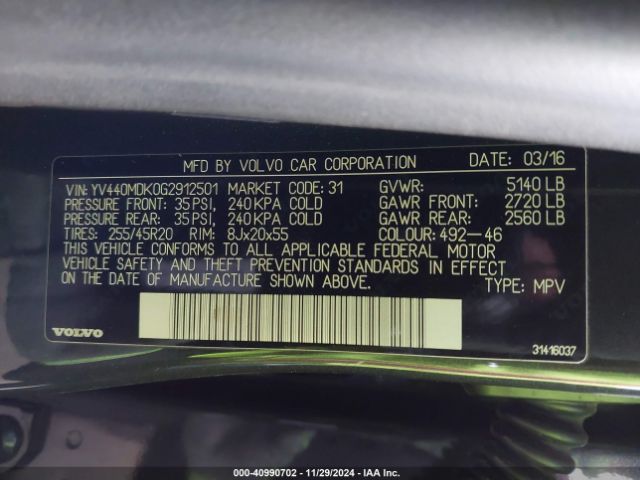 MFD BY VOLVO CAR CORPORATION DATE: 03/16
VIN: YV440MDK0G2912501 MARKET CODE: 31 GVWR: 5140 LB
PRESSURE FRONT: 35 PSI, 240 KPA COLD GAWR FRONT: 2720 LB
PRESSURE REAR: 35 PSI, 240 KPA COLD GAWR REAR: 2560 LB
TIRES: 255/45R20 RIM: 8Jx20x55 COLOUR: 492-46
THIS VEHICLE CONFORMS TO ALL APPLICABLE FEDERAL MOTOR
VEHICLE SAFETY AND THEFT PREVENTION STANDARDS IN EFFECT
ON THE DATE OF MANUFACTURE SHOWN ABOVE. TYPE: MPV
VOLVO
31416037
000-40990702 - 11/29/2024 - IAA Inc.